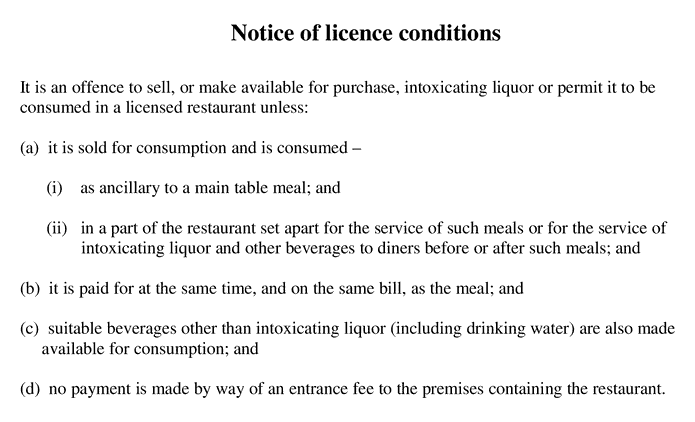 Notice of licence conditions
It is an offence to sell, or make available for purchase, intoxicating liquor or permit it to be
consumed in a licensed restaurant unless:
(a) it is sold for consumption and is consumed –
(i) as ancillary to a main table meal; and
(ii) in a part of the restaurant set apart for the service of such meals or for the service of
intoxicating liquor and other beverages to diners before or after such meals; and
(b) it is paid for at the same time, and on the same bill, as the meal; and
(c) suitable beverages other than intoxicating liquor (including drinking water) are also made
available for consumption; and
(d) no payment is made by way of an entrance fee to the premises containing the restaurant.